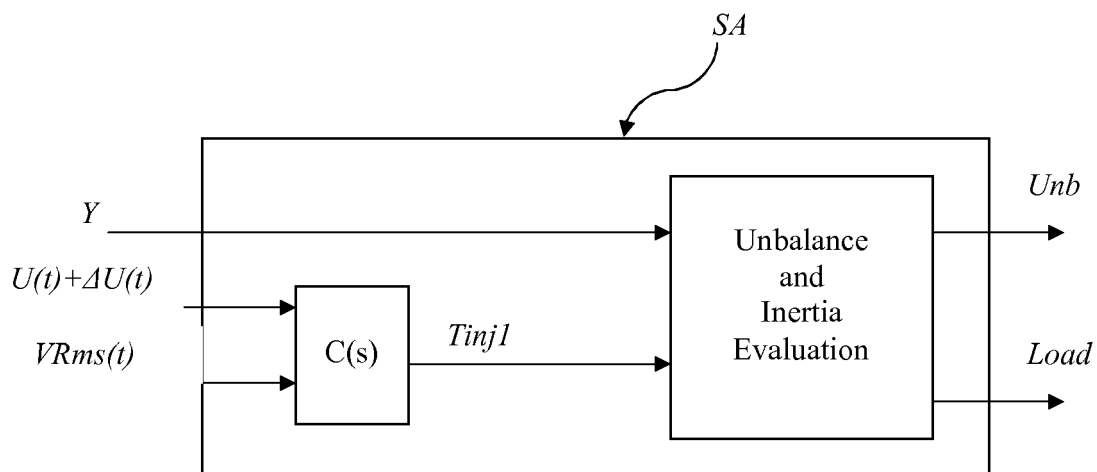 SA
Unb
Y
Unbalance
and
Inertia
Evaluation
U(t)+ΔU(t)
VRms(t)
C(s)
Tinj1
Load